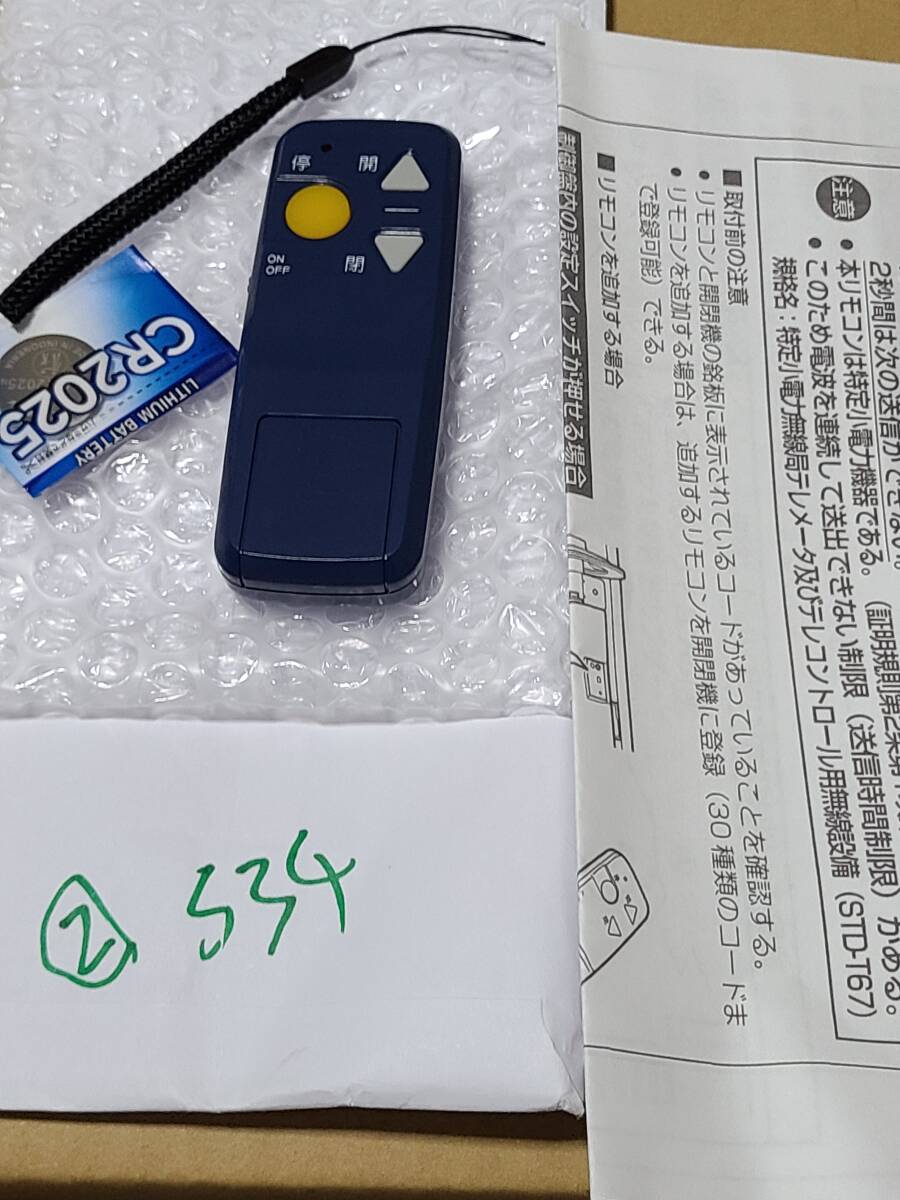 停
開
閉
ON
OFF
CR2025
LITHIUM BATTERY
② 534
2秒間は次の送信ができない。
注意
● 本リモコンは特定小電力機器である。
● このため電波を連続して送出できない制限（送信時間制限）がある。
規格名：特定小電力無線局テレメータ及びテレコントロール用無線設備（STD-T67）
■ 取付前の注意
● リモコンと開閉機の銘板に表示されているコードがあっていることを確認する。
● リモコンを追加する場合は、追加するリモコンを開閉機に登録（30 種類のコードま
で登録可能）できる。
■ リモコンを追加する場合
制御器内の設定スイッチが押せる場合